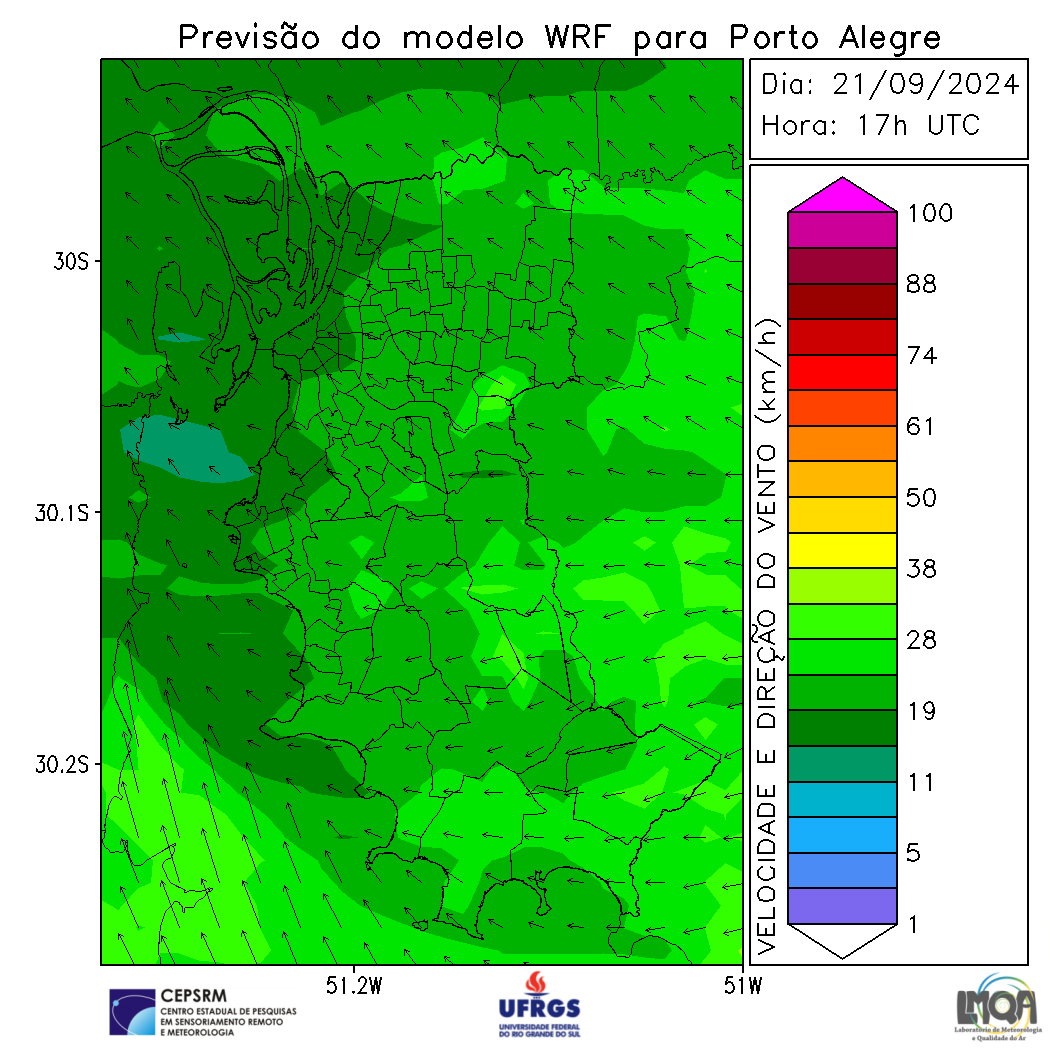 Previsão do modelo WRF para Porto Alegre
Dia: 21/09/2024
Hora: 17h UTC
30S
30.1S
30.2S
51.2W
51W
VELOCIDADE E DIREÇÃO DO VENTO (km/h)
100
88
74
61
50
38
28
19
11
5
1
CEPSRM
CENTRO ESTADUAL DE PESQUISAS
EM SENSORIAMENTO REMOTO
E METEOROLOGIA
UFRGS
UNIVERSIDADE FEDERAL
DO RIO GRANDE DO SUL
LMQA
Laboratório de Meteorologia
e Qualidade do Ar